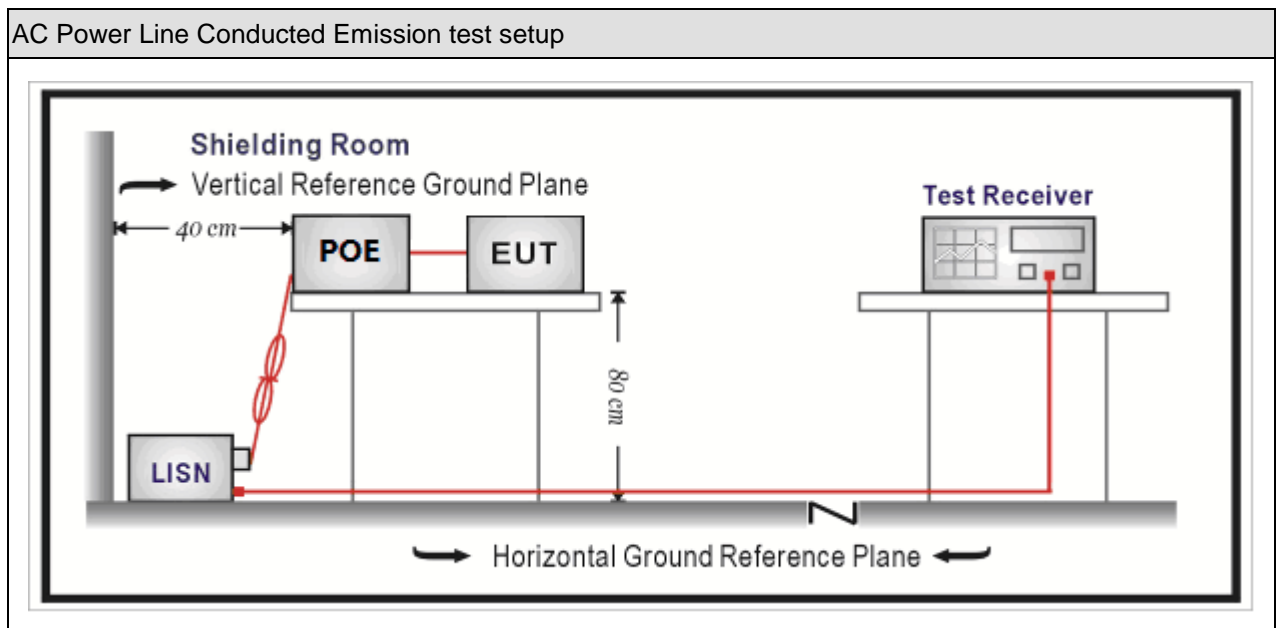 AC Power Line Conducted Emission test setup
Shielding Room
Vertical Reference Ground Plane
40 cm
POE
EUT
Test Receiver
80 cm
LISN
Horizontal Ground Reference Plane